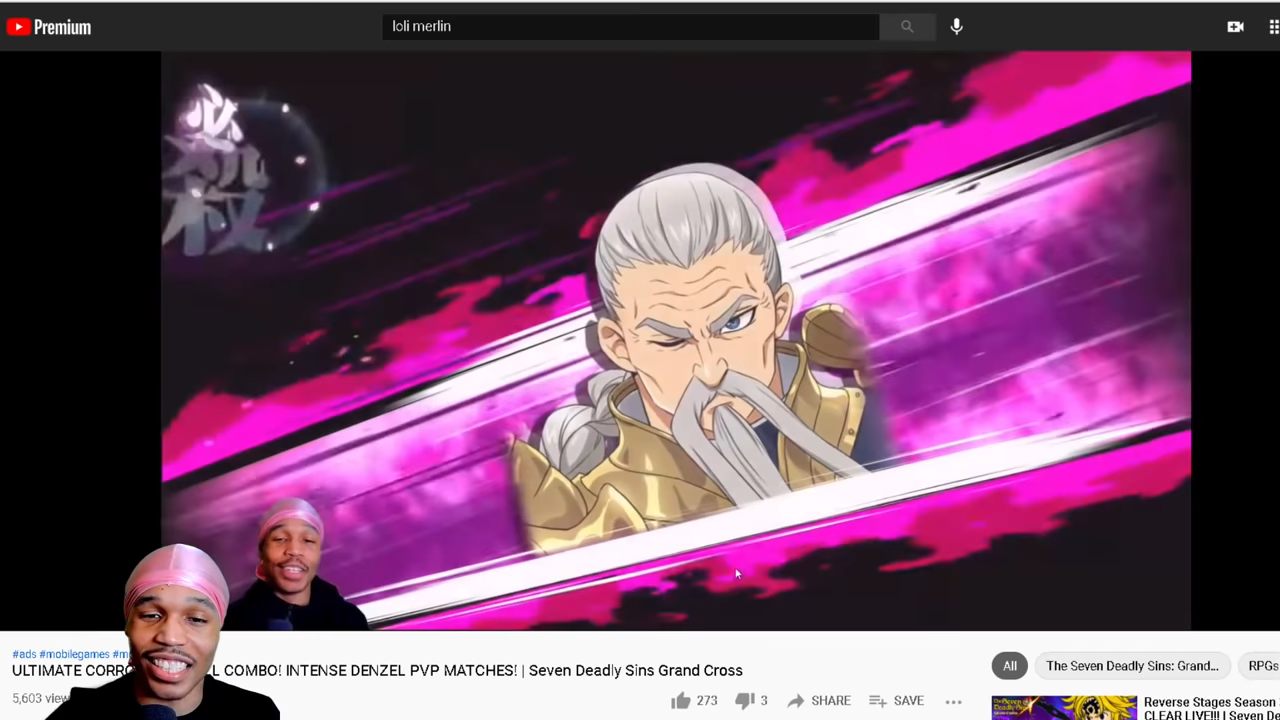 Premium
loli merlin
必
殺
#ads #mobilegames #m
ULTIMATE CORRO L COMBO! INTENSE DENZEL PVP MATCHES! | Seven Deadly Sins Grand Cross
5,603 view
273
3
SHARE
SAVE
All
The Seven Deadly Sins: Grand...
RPGs
Reverse Stages Season
CLEAR LIVE!!! | Seven D